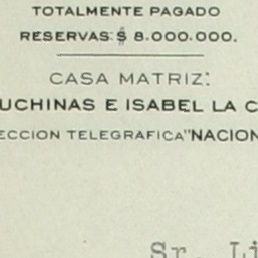 TOTALMENTE PAGADO
RESERVAS: $ 8.000.000.
CASA MATRIZ:
UCHINAS E ISABEL LA C
ECCION TELEGRAFICA "NACION
Sr. Li